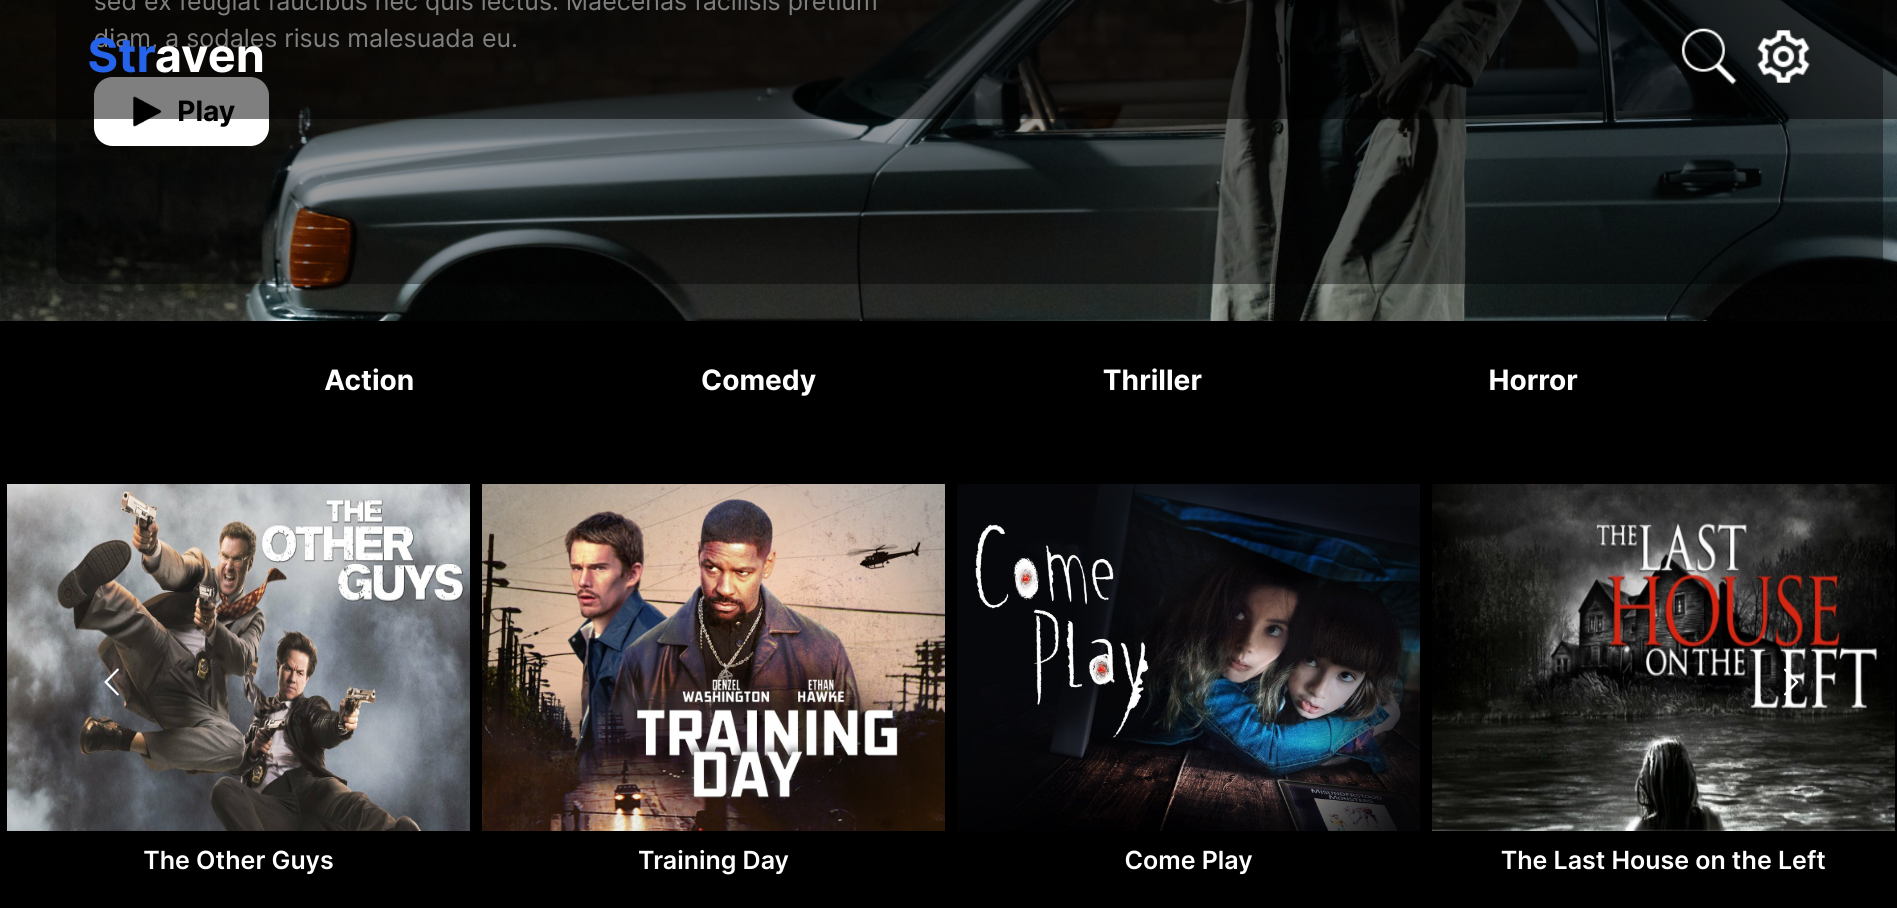 sed ex feugiat faucibus nec quis lectus. Maecenas facilisis pretium
diam, a sodales risus malesuada eu.
Straven
Play
Action
Comedy
Thriller
Horror
THE
OTHER
GUYS
DENZEL
WASHINGTON
ETHAN
HAWKE
TRAINING
DAY
Come
Play
MISUNDERSTOOD
MONSTERS
THE LAST
HOUSE
ON THE LEFT
The Other Guys
Training Day
Come Play
The Last House on the Left